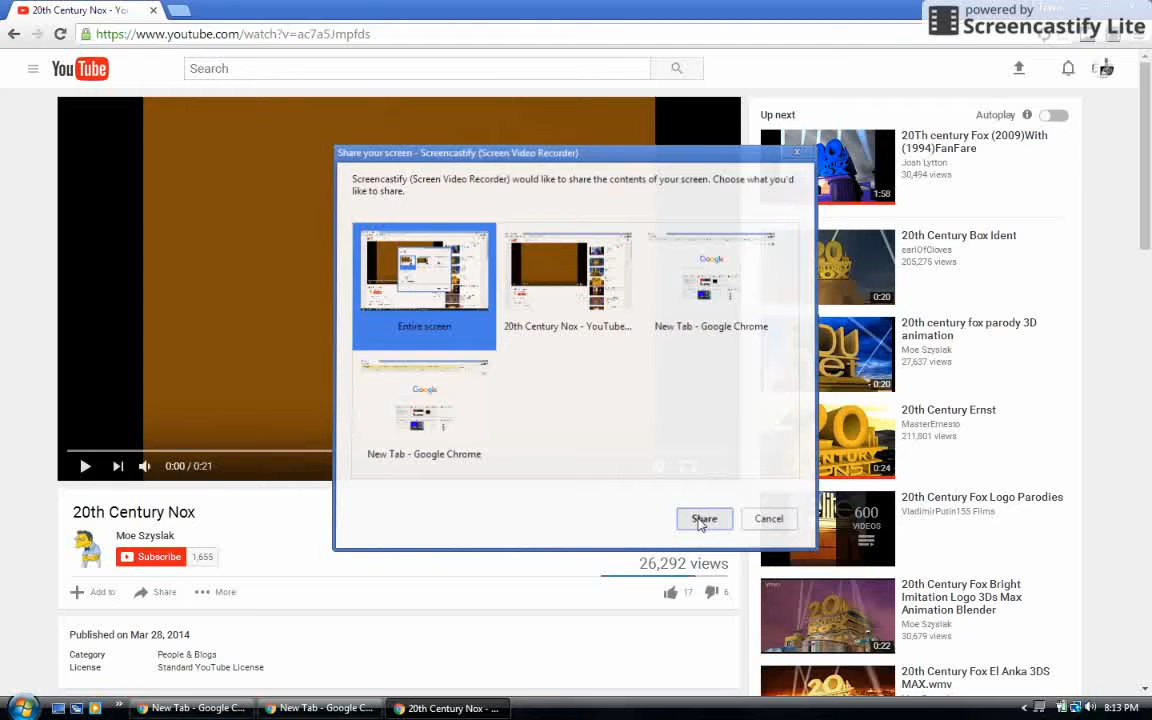 20th Century Nox - Yo
powered by
Screencastify Lite
https://www.youtube.com/watch?v=ac7a5Jmpfds
YouTube
Search
Share your screen - Screencastify (Screen Video Recorder)
Screencastify (Screen Video Recorder) would like to share the contents of your screen. Choose what you'd
like to share.
Entire screen
20th Century Nox - YouTube...
New Tab - Google Chrome
New Tab - Google Chrome
Share
Cancel
0:00 / 0:21
20th Century Nox
Moe Szyslak
Subscribe
1,655
26,292 views
Add to
Share
More
17
6
Published on Mar 28, 2014
Category
People & Blogs
License
Standard YouTube License
Up next
Autoplay
20Th century Fox (2009)With
(1994)FanFare
Josh Lytton
30,494 views
1:58
20th Century Box Ident
earlOfCloves
205,275 views
0:20
20th century fox parody 3D
animation
Moe Szyslak
27,637 views
0:20
20th Century Ernst
MasterErnesto
211,801 views
0:24
20th Century Fox Logo Parodies
VladimirPutin155 Films
600
VIDEOS
20th Century Fox Bright
Imitation Logo 3Ds Max
Animation Blender
Moe Szyslak
30,679 views
0:22
20th Century Fox El Anka 3DS
MAX.wmv
New Tab - Google C...
New Tab - Google C...
20th Century Nox - ...
8:13 PM